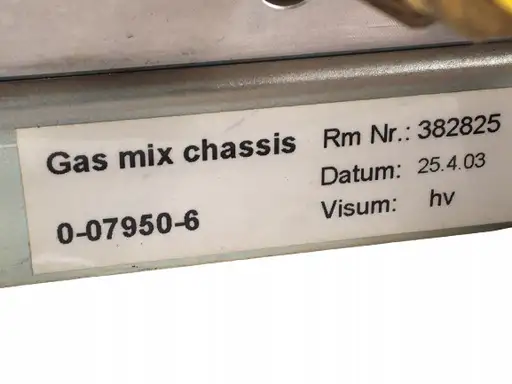 Gas mix chassis
0-07950-6
Rm Nr.: 382825
Datum: 25.4.03
Visum: hv